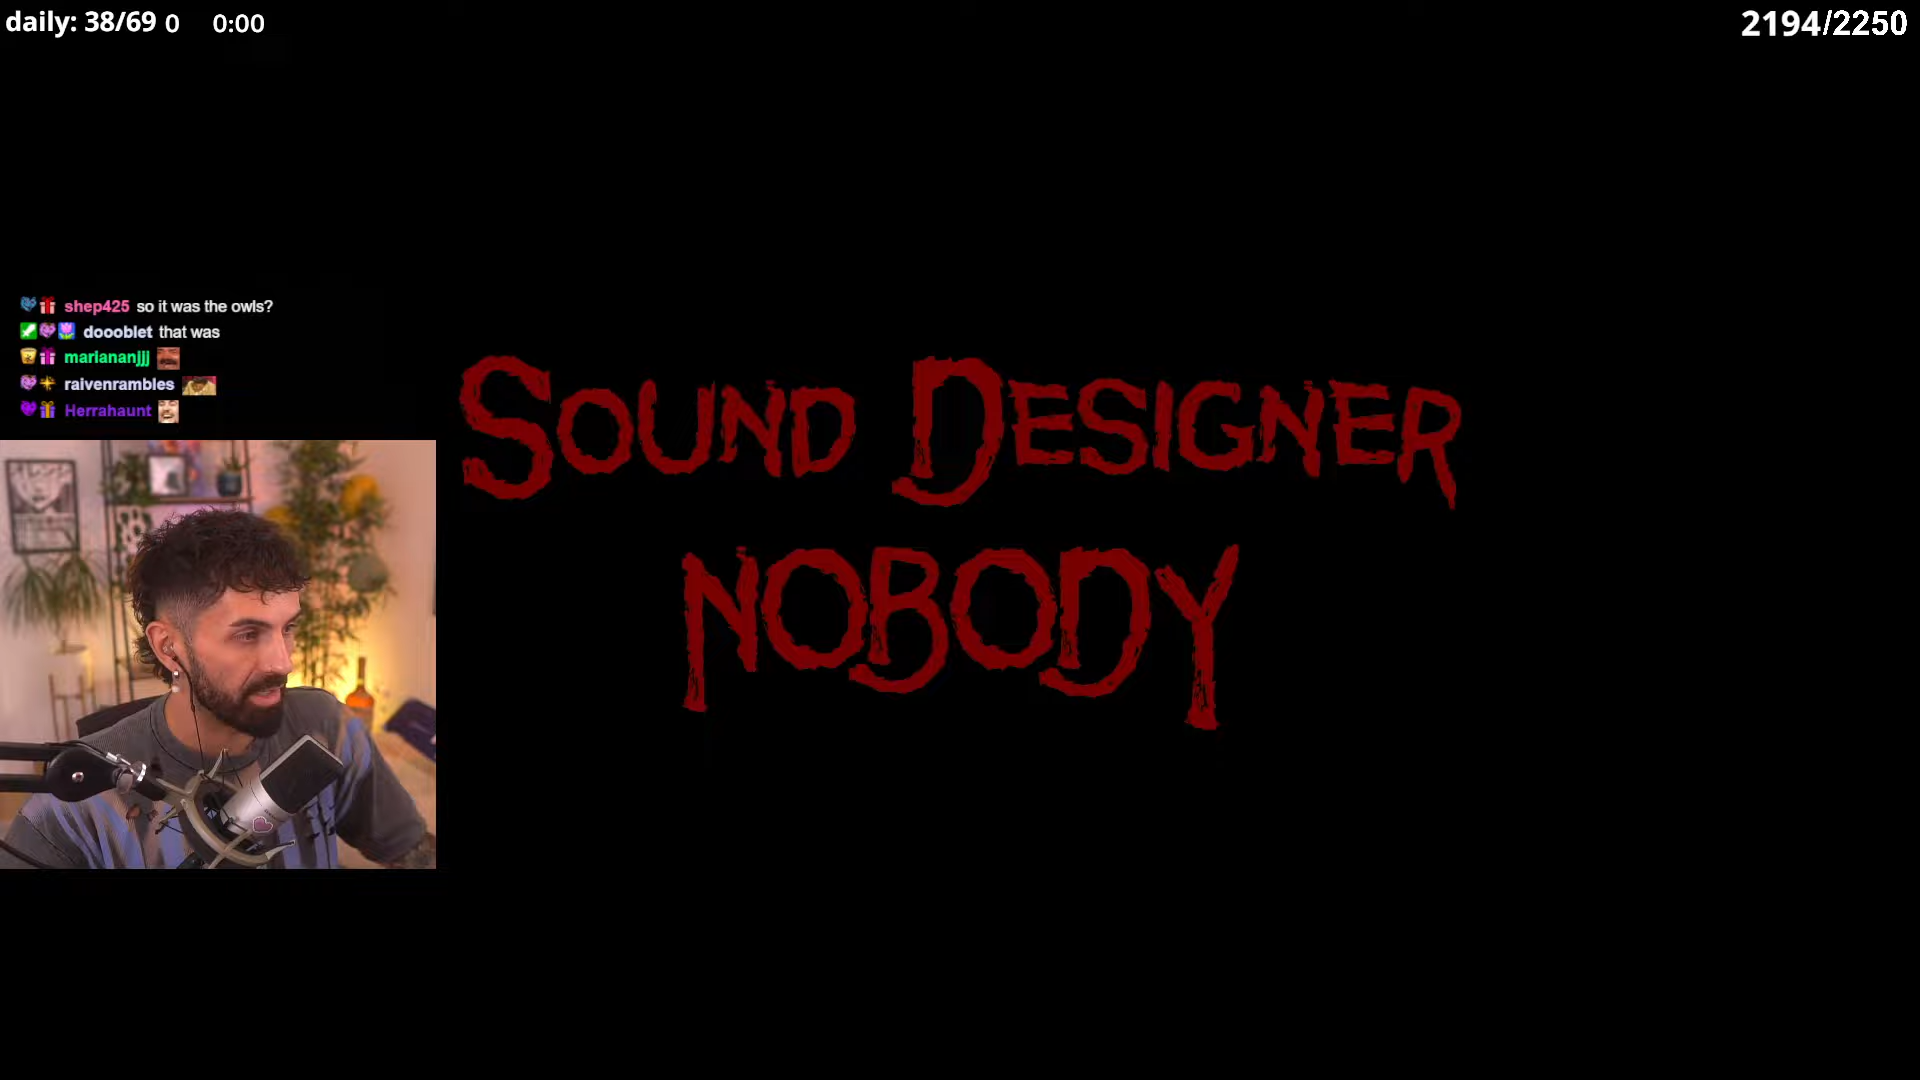 daily: 38/69 0 0:00
2194/2250
shep425 so it was the owls?
doooblet that was
marlananjjj
raivenrambles
Herrahaunt
SOUND DESIGNER
NOBODY